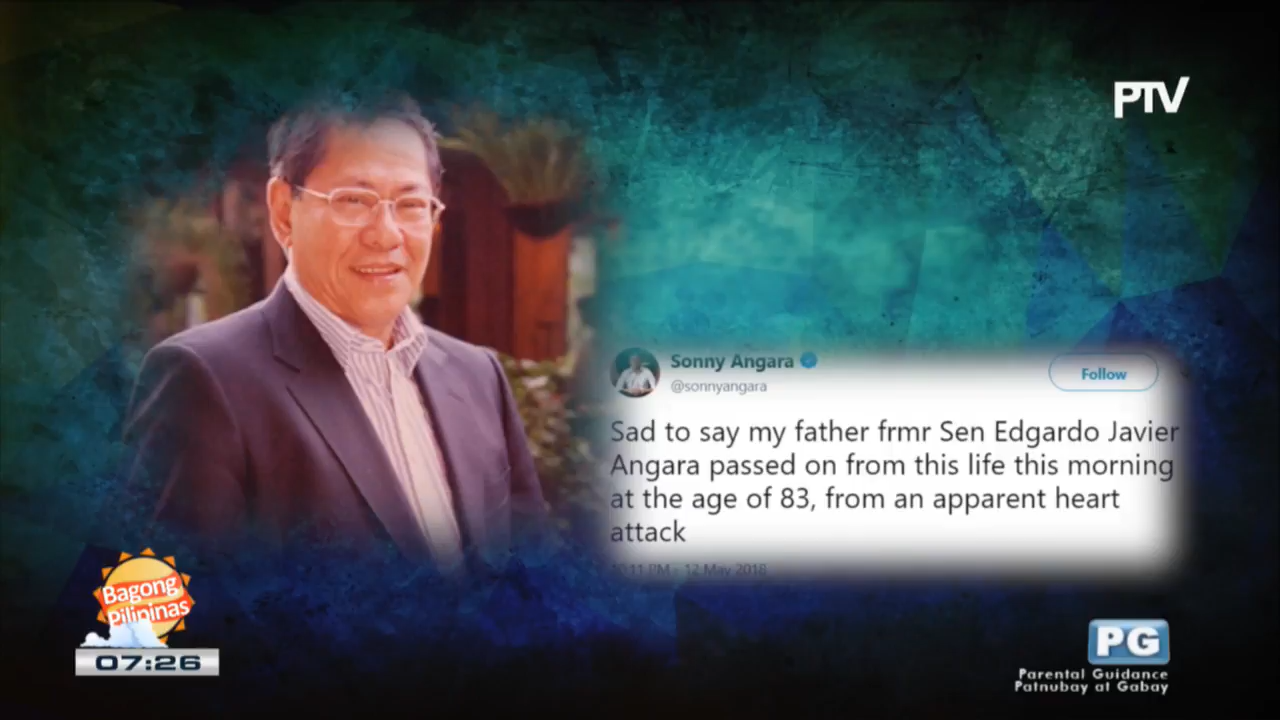 PTV
Sonny Angara
@sonnyangara
Follow
Sad to say my father frmr Sen Edgardo Javier
Angara passed on from this life this morning
at the age of 83, from an apparent heart
attack
11 PM - 12 May 2018
Bagong
Pilipinas
07:26
PG
Parental Guidance
Patnubay at Gabay